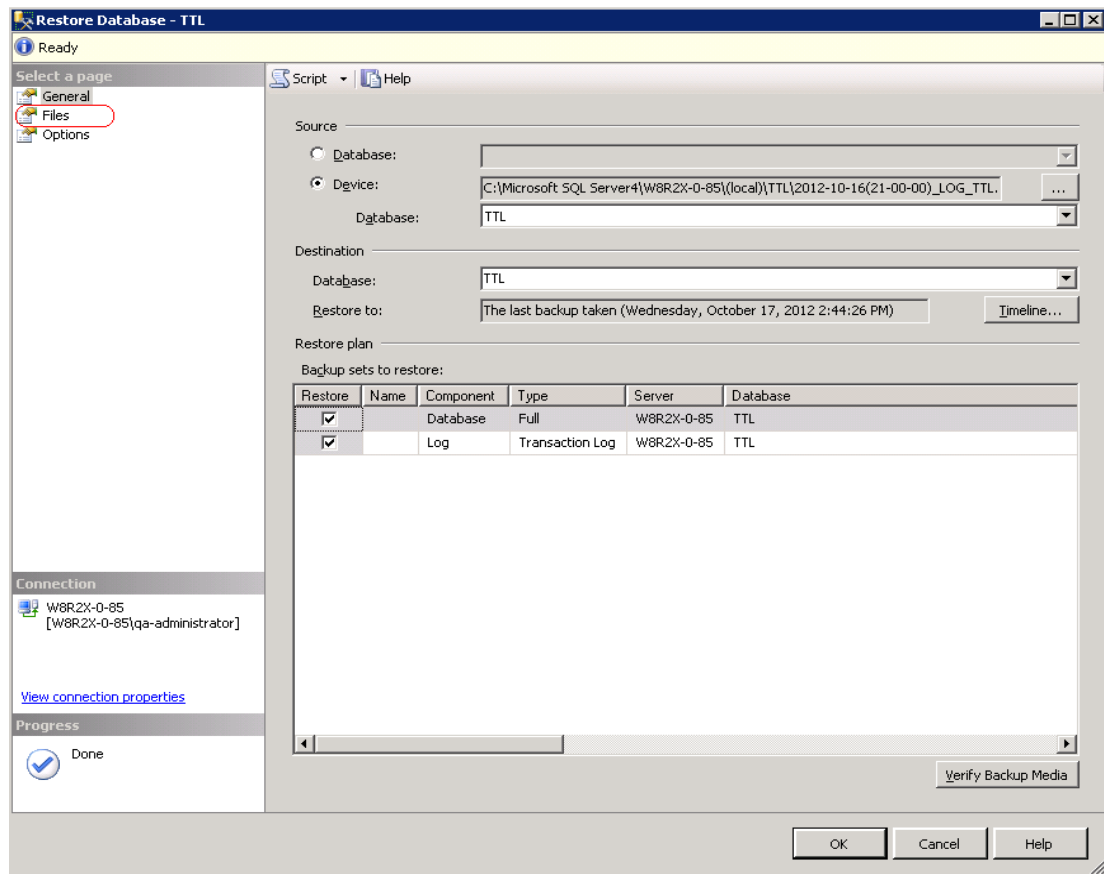 Restore Database - TTL
Ready
Select a page
General
Files
Options
Script
Help
Source
Database:
Device:
C:\Microsoft SQL Server4\W8R2X-0-85\(local)\TTL\2012-10-16(21-00-00)_LOG_TTL.
...
Database:
TTL
Destination
Database:
TTL
Restore to:
The last backup taken (Wednesday, October 17, 2012 2:44:26 PM)
Timeline...
Restore plan
Backup sets to restore:
Restore Name Component Type Server Database
Database Full W8R2X-0-85 TTL
Log Transaction Log W8R2X-0-85 TTL
Connection
W8R2X-0-85
[W8R2X-0-85\qa-administrator]
View connection properties
Progress
Done
Verify Backup Media
OK Cancel Help